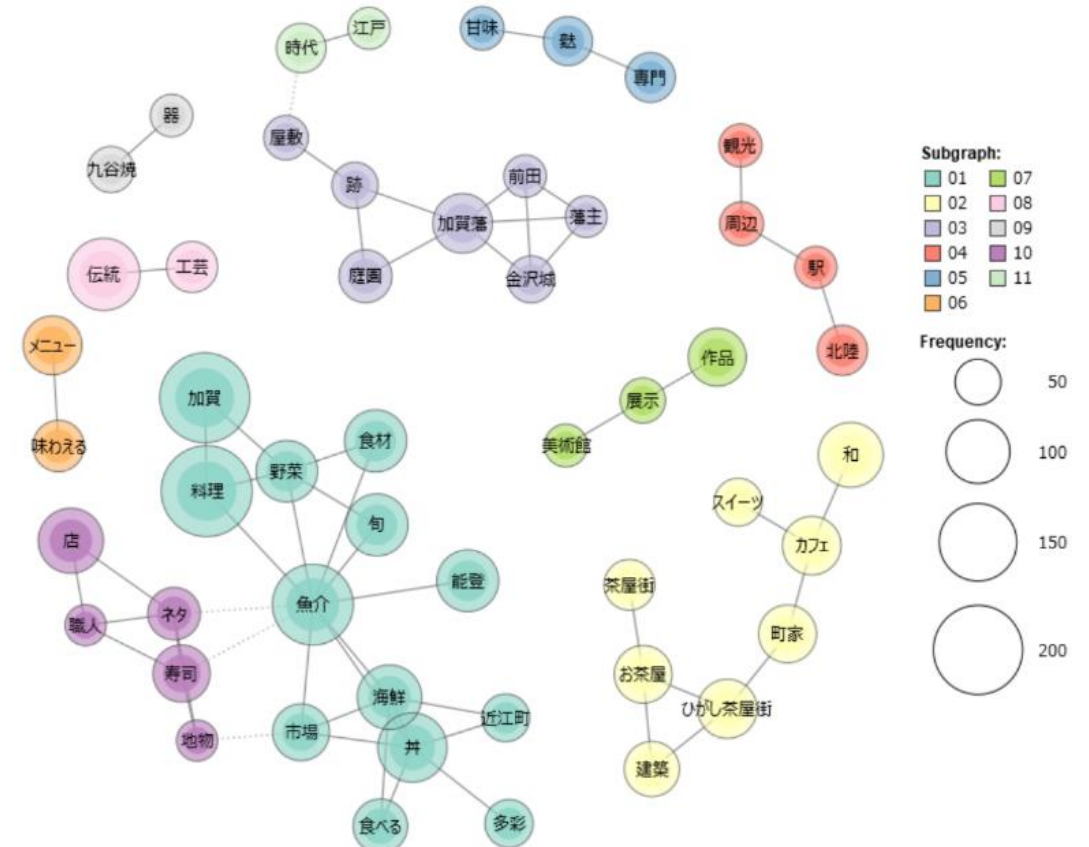 江戸
時代
甘味
麩
専門
器
九谷焼
屋敷
跡
前田
加賀藩
藩主
庭園
金沢城
観光
周辺
駅
北陸
伝統
工芸
メニュー
味わえる
作品
展示
美術館
加賀
料理
野菜
食材
旬
魚介
能登
海鮮
市場
丼
近江町
食べる
多彩
店
職人
ネタ
寿司
地物
和
スイーツ
カフェ
茶屋街
町家
お茶屋
ひがし茶屋街
建築
Subgraph:
01 07
02 08
03 09
04 10
05 11
06
Frequency:
50
100
150
200